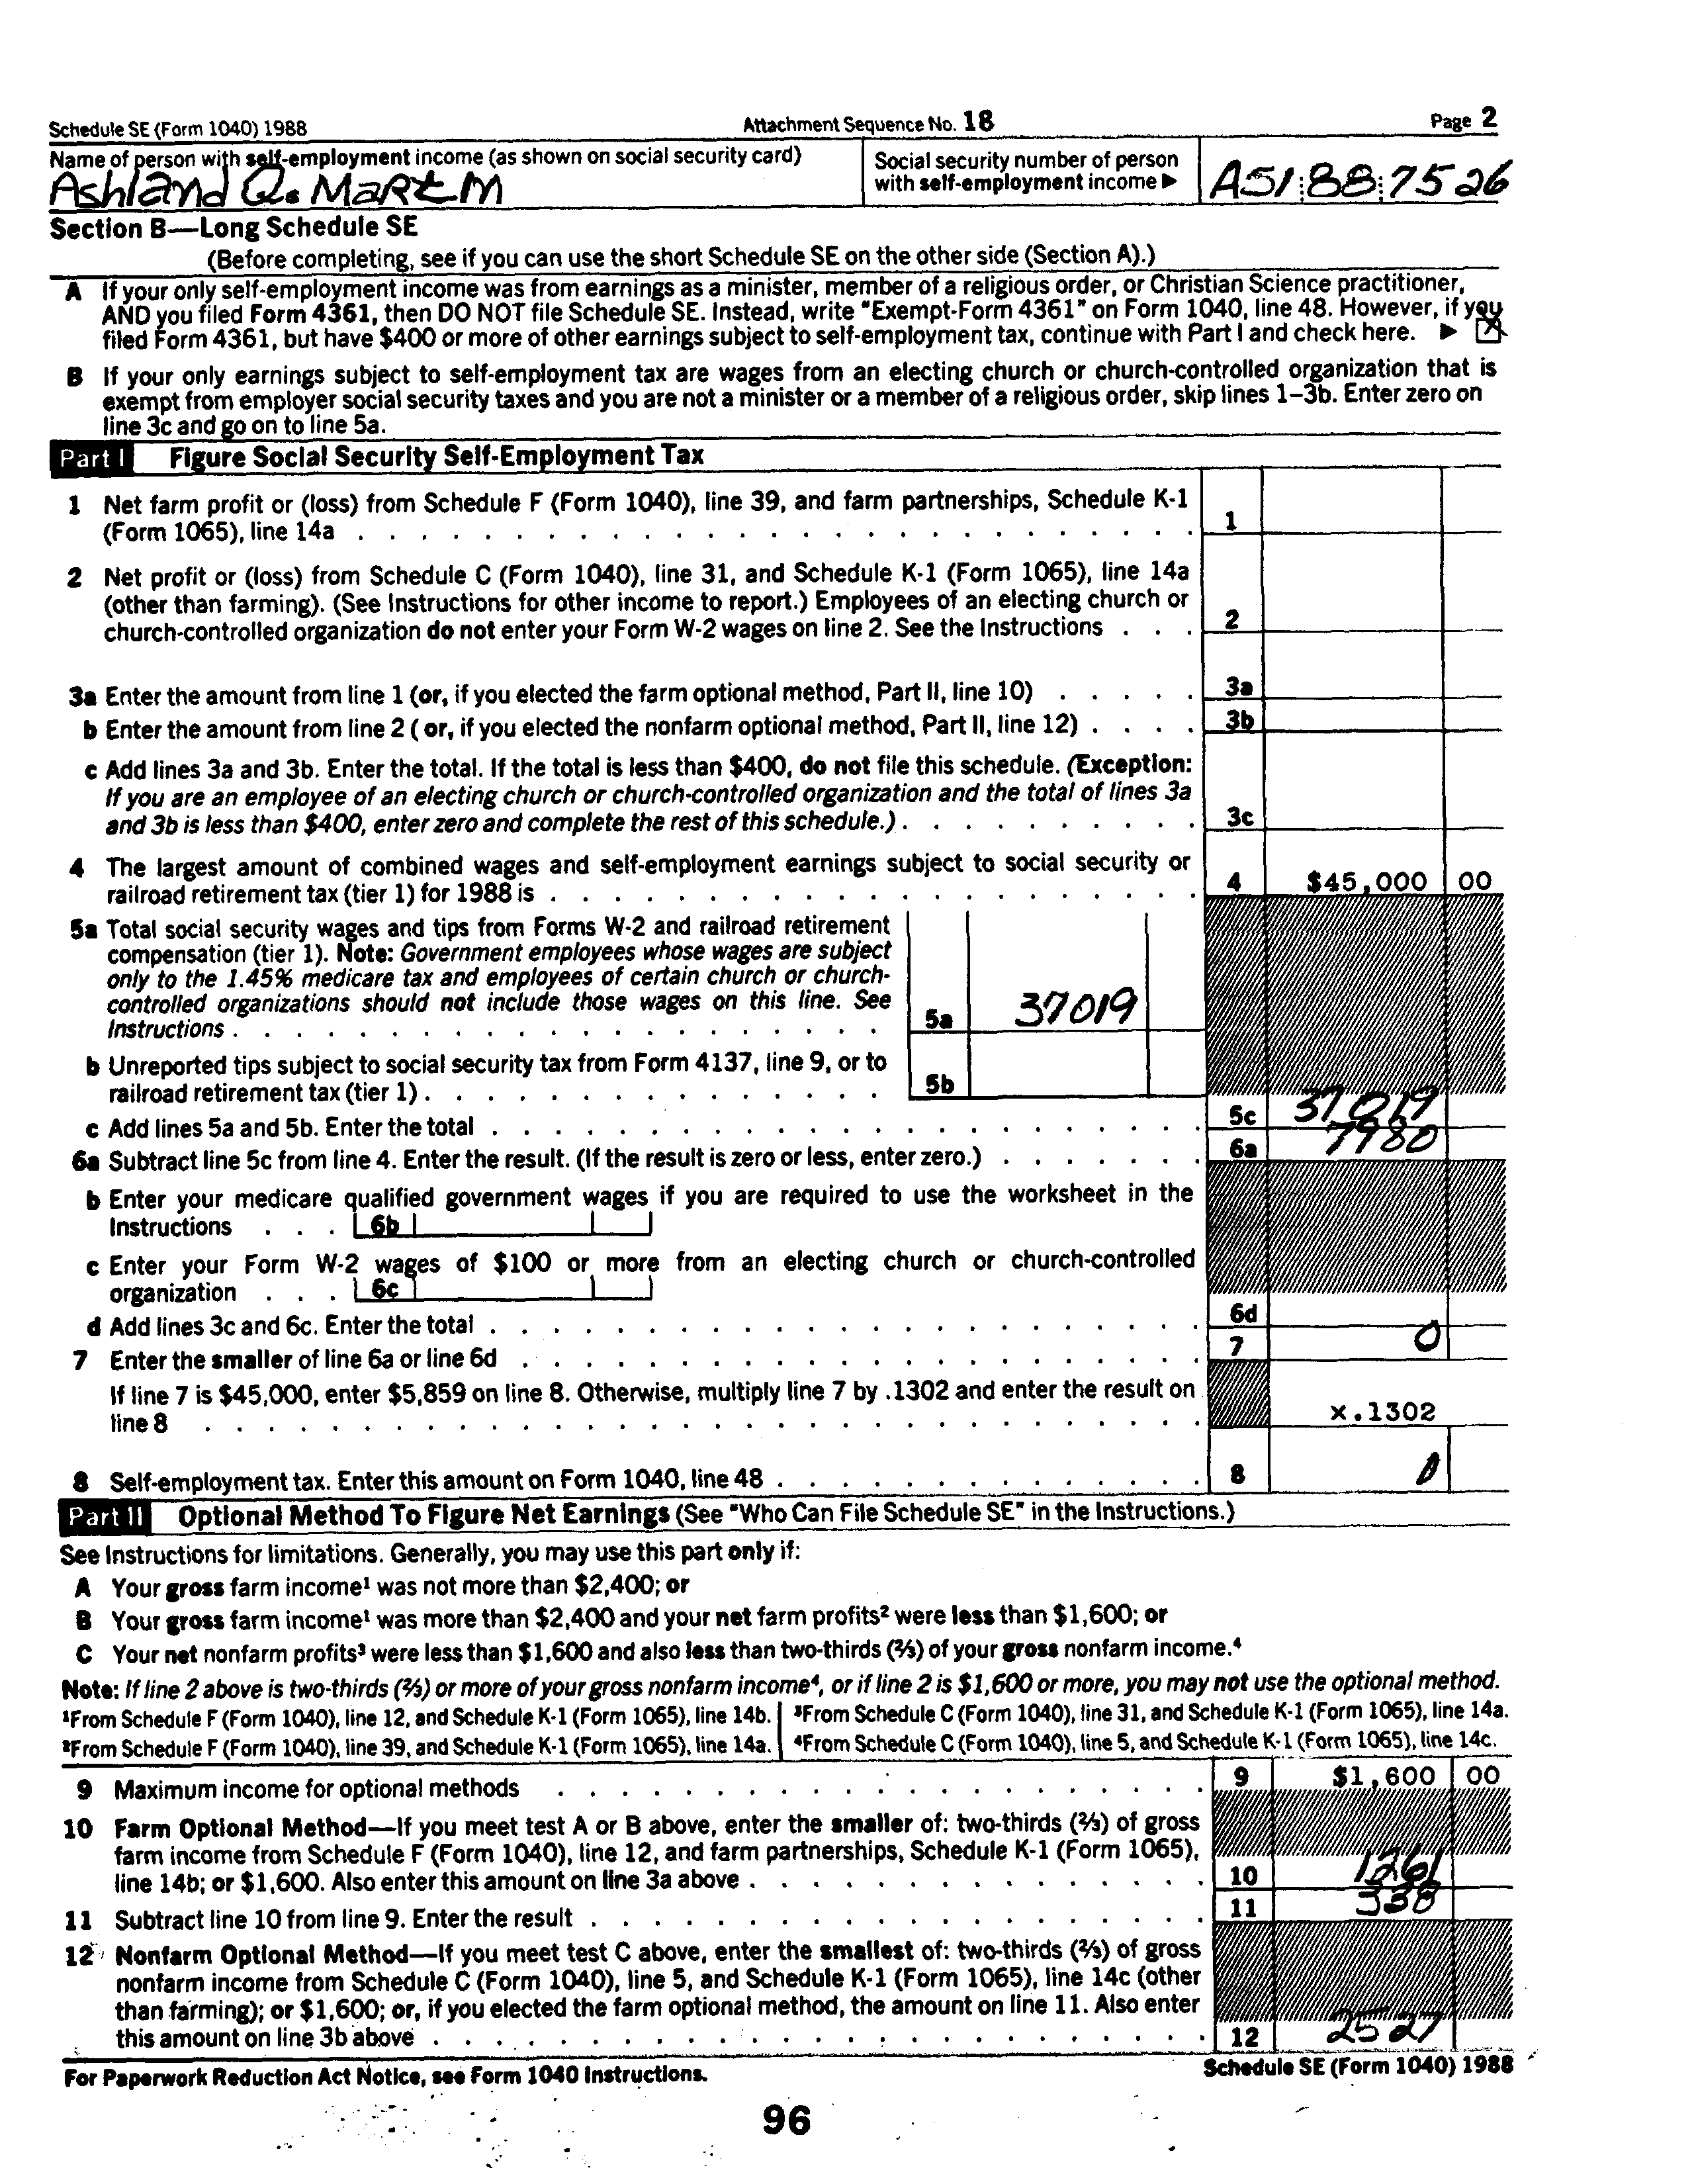 Schedule SE (Form 1040) 1988 Attachment Sequence No. 18 Page 2
Name of person with self-employment income (as shown on social security card)
Ashland Q. Martin
Social security number of person
with self-employment income ▶ A51:88:7526
Section B—Long Schedule SE
(Before completing, see if you can use the short Schedule SE on the other side (Section A).)
A If your only self-employment income was from earnings as a minister, member of a religious order, or Christian Science practitioner,
AND you filed Form 4361, then DO NOT file Schedule SE. Instead, write "Exempt-Form 4361" on Form 1040, line 48. However, if you
filed Form 4361, but have $400 or more of other earnings subject to self-employment tax, continue with Part I and check here. ▶ ☒
B If your only earnings subject to self-employment tax are wages from an electing church or church-controlled organization that is
exempt from employer social security taxes and you are not a minister or a member of a religious order, skip lines 1–3b. Enter zero on
line 3c and go on to line 5a.
Part I Figure Social Security Self-Employment Tax
1 Net farm profit or (loss) from Schedule F (Form 1040), line 39, and farm partnerships, Schedule K-1
(Form 1065), line 14a . . . 1
2 Net profit or (loss) from Schedule C (Form 1040), line 31, and Schedule K-1 (Form 1065), line 14a
(other than farming). (See Instructions for other income to report.) Employees of an electing church or
church-controlled organization do not enter your Form W-2 wages on line 2. See the Instructions . . . 2
3a Enter the amount from line 1 (or, if you elected the farm optional method, Part II, line 10) . . . 3a
b Enter the amount from line 2 ( or, if you elected the nonfarm optional method, Part II, line 12) . . . 3b
c Add lines 3a and 3b. Enter the total. If the total is less than $400, do not file this schedule. (Exception:
If you are an employee of an electing church or church-controlled organization and the total of lines 3a
and 3b is less than $400, enter zero and complete the rest of this schedule.) . . . 3c
4 The largest amount of combined wages and self-employment earnings subject to social security or
railroad retirement tax (tier 1) for 1988 is . . . 4 $45,000 00
5a Total social security wages and tips from Forms W-2 and railroad retirement
compensation (tier 1). Note: Government employees whose wages are subject
only to the 1.45% medicare tax and employees of certain church or church-
controlled organizations should not include those wages on this line. See
Instructions . . . 5a 37019
b Unreported tips subject to social security tax from Form 4137, line 9, or to
railroad retirement tax (tier 1) . . . 5b
c Add lines 5a and 5b. Enter the total . . . 5c 37019
6a Subtract line 5c from line 4. Enter the result. (If the result is zero or less, enter zero.) . . . 6a 7980
b Enter your medicare qualified government wages if you are required to use the worksheet in the
Instructions . . . 6b
c Enter your Form W-2 wages of $100 or more from an electing church or church-controlled
organization . . . 6c
d Add lines 3c and 6c. Enter the total . . . 6d
7 Enter the smaller of line 6a or line 6d . . . 7 0
If line 7 is $45,000, enter $5,859 on line 8. Otherwise, multiply line 7 by .1302 and enter the result on
line 8 . . . ×.1302
8 Self-employment tax. Enter this amount on Form 1040, line 48 . . . 8 0
Part II Optional Method To Figure Net Earnings (See "Who Can File Schedule SE" in the Instructions.)
See Instructions for limitations. Generally, you may use this part only if:
A Your gross farm income¹ was not more than $2,400; or
B Your gross farm income¹ was more than $2,400 and your net farm profits² were less than $1,600; or
C Your net nonfarm profits³ were less than $1,600 and also less than two-thirds (⅔) of your gross nonfarm income.⁴
Note: If line 2 above is two-thirds (⅔) or more of your gross nonfarm income⁴, or if line 2 is $1,600 or more, you may not use the optional method.
¹From Schedule F (Form 1040), line 12, and Schedule K-1 (Form 1065), line 14b. ³From Schedule C (Form 1040), line 31, and Schedule K-1 (Form 1065), line 14a.
²From Schedule F (Form 1040), line 39, and Schedule K-1 (Form 1065), line 14a. ⁴From Schedule C (Form 1040), line 5, and Schedule K-1 (Form 1065), line 14c.
9 Maximum income for optional methods . . . 9 $1,600 00
10 Farm Optional Method—If you meet test A or B above, enter the smaller of: two-thirds (⅔) of gross
farm income from Schedule F (Form 1040), line 12, and farm partnerships, Schedule K-1 (Form 1065),
line 14b; or $1,600. Also enter this amount on line 3a above . . . 10 1261
11 Subtract line 10 from line 9. Enter the result . . . 11 338
12 Nonfarm Optional Method—If you meet test C above, enter the smallest of: two-thirds (⅔) of gross
nonfarm income from Schedule C (Form 1040), line 5, and Schedule K-1 (Form 1065), line 14c (other
than farming); or $1,600; or, if you elected the farm optional method, the amount on line 11. Also enter
this amount on line 3b above . . . 12 2527
For Paperwork Reduction Act Notice, see Form 1040 Instructions. Schedule SE (Form 1040) 1988
96